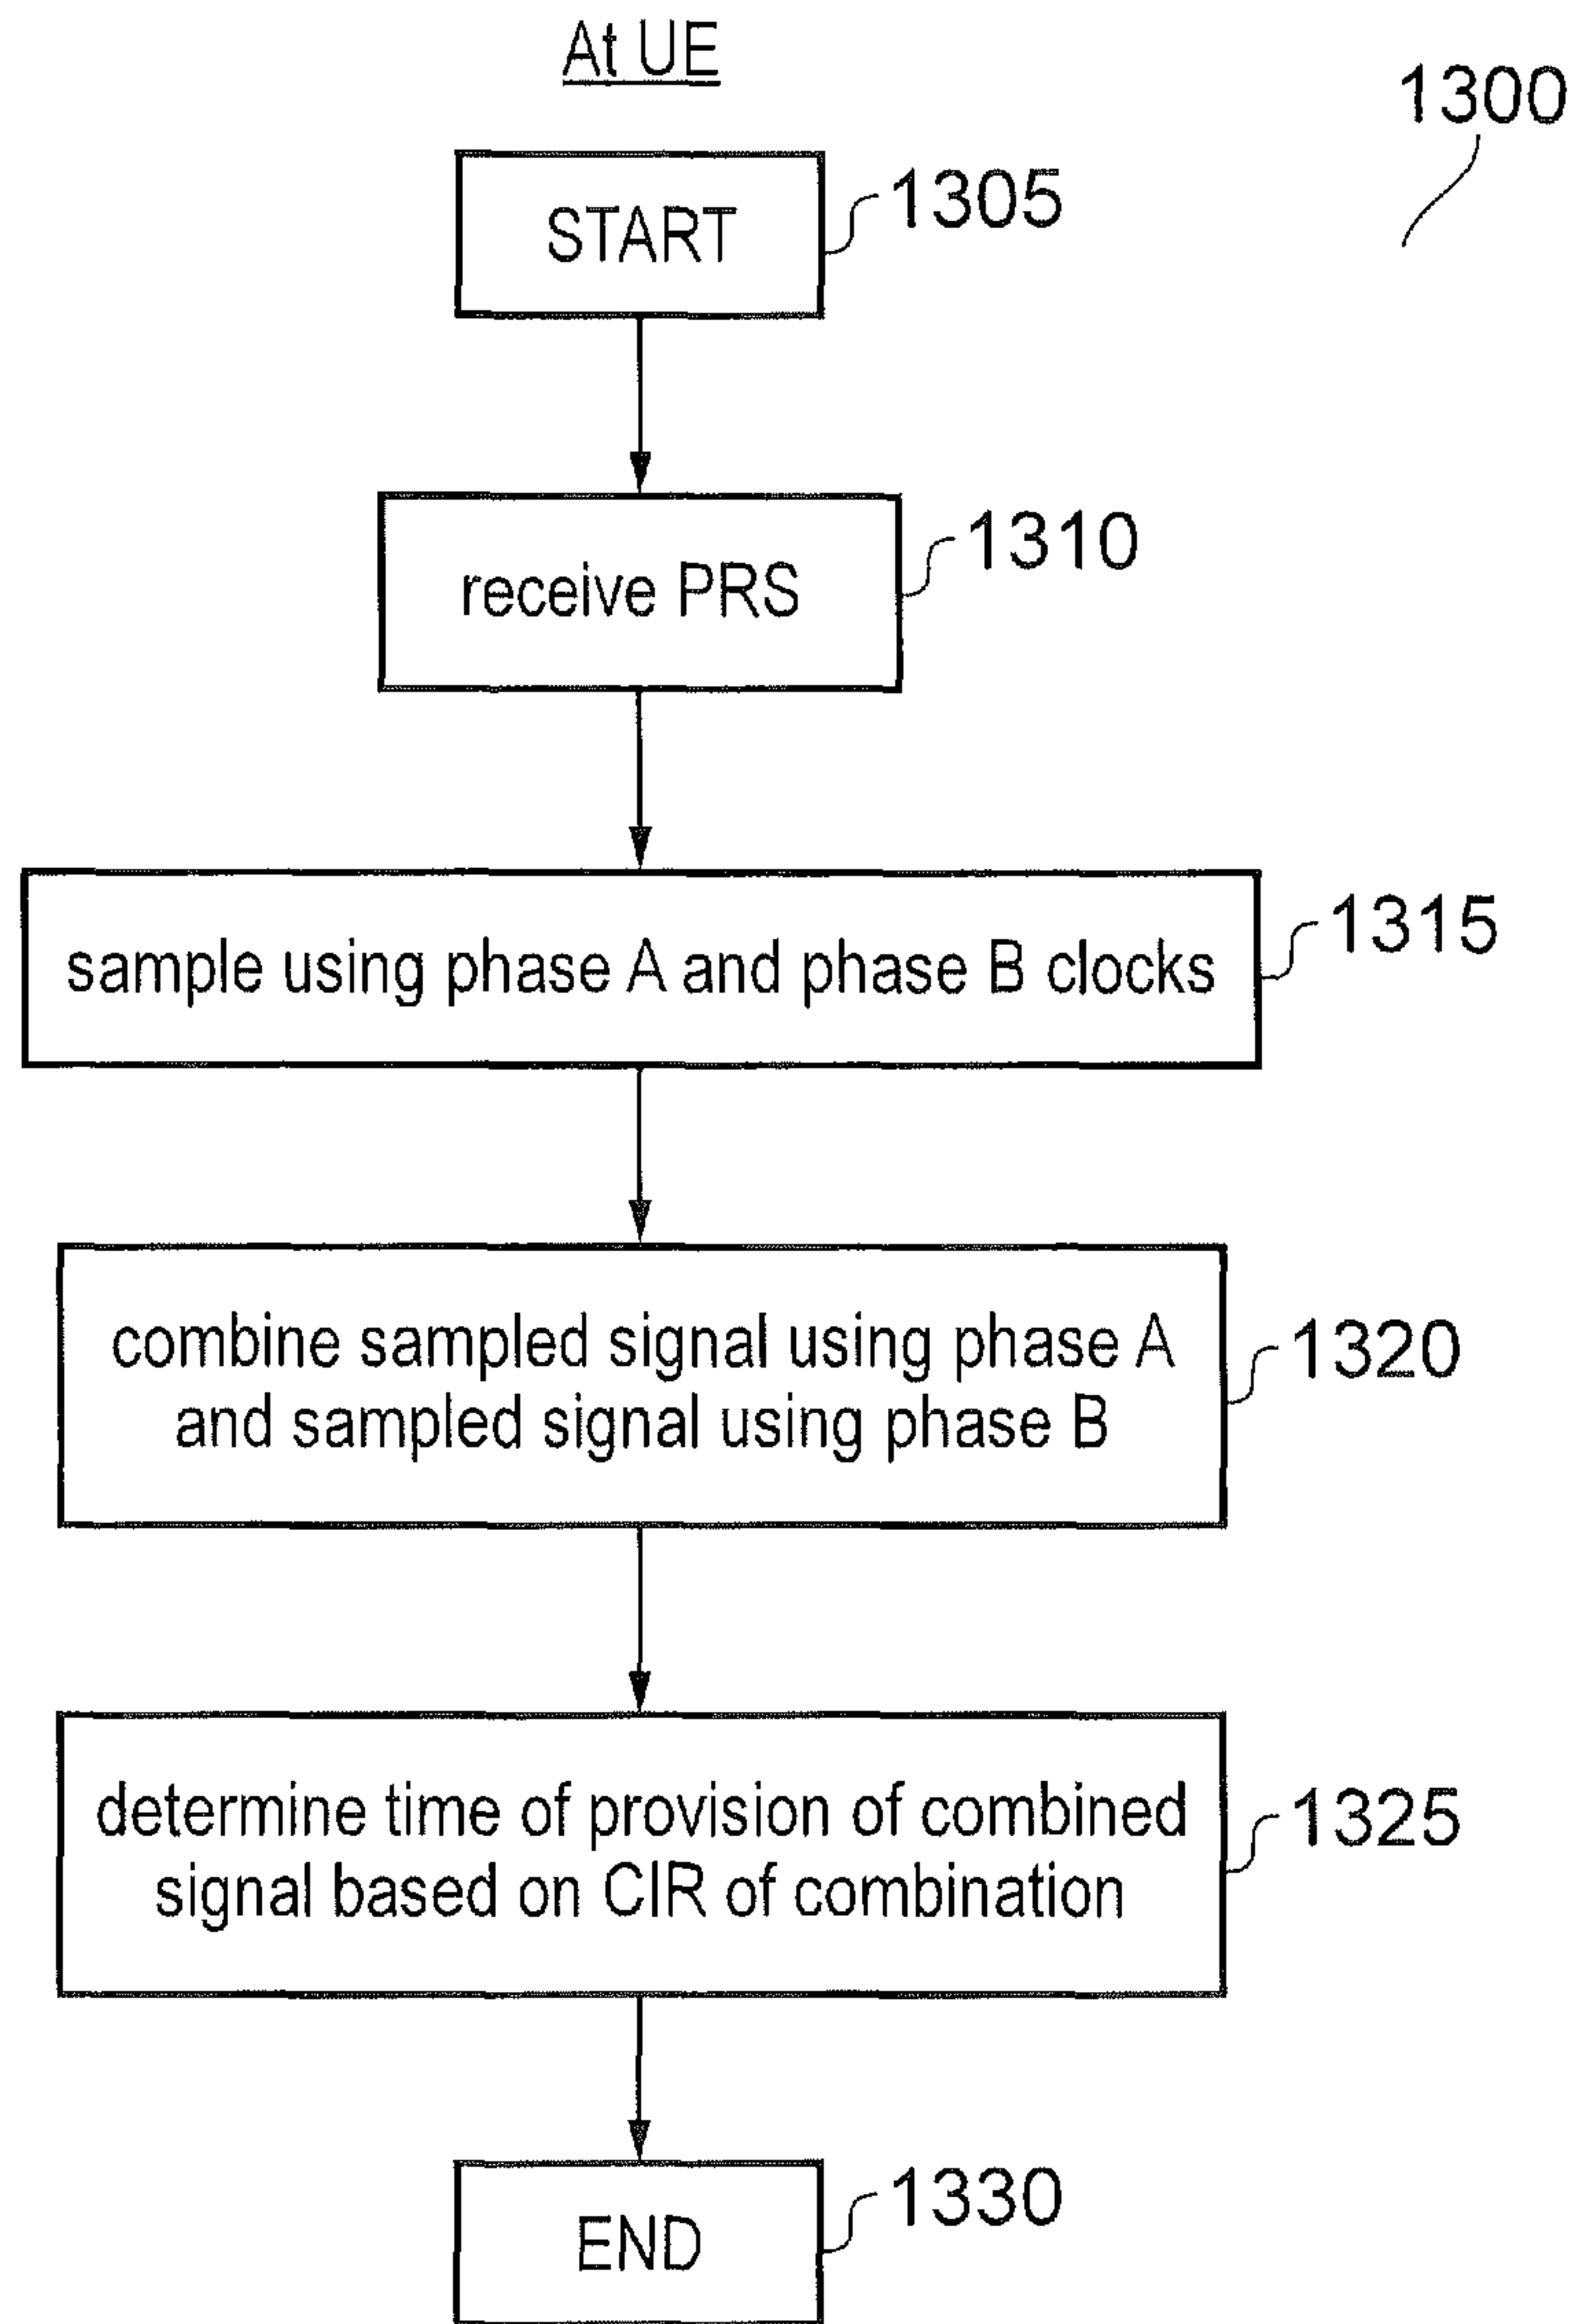 At UE
1300
START
1305
receive PRS
1310
sample using phase A and phase B clocks
1315
combine sampled signal using phase A
and sampled signal using phase B
1320
determine time of provision of combined
signal based on CIR of combination
1325
END
1330